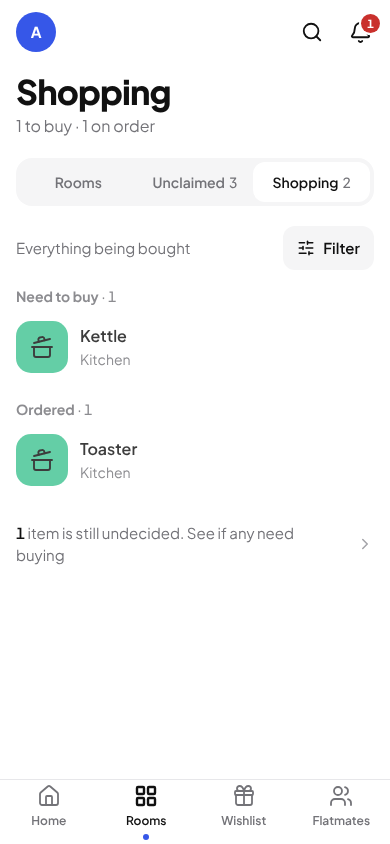 A
1
Shopping
1 to buy · 1 on order
Rooms
Unclaimed 3
Shopping 2
Everything being bought
Filter
Need to buy · 1
Kettle
Kitchen
Ordered · 1
Toaster
Kitchen
1 item is still undecided. See if any need
buying
Home
Rooms
Wishlist
Flatmates